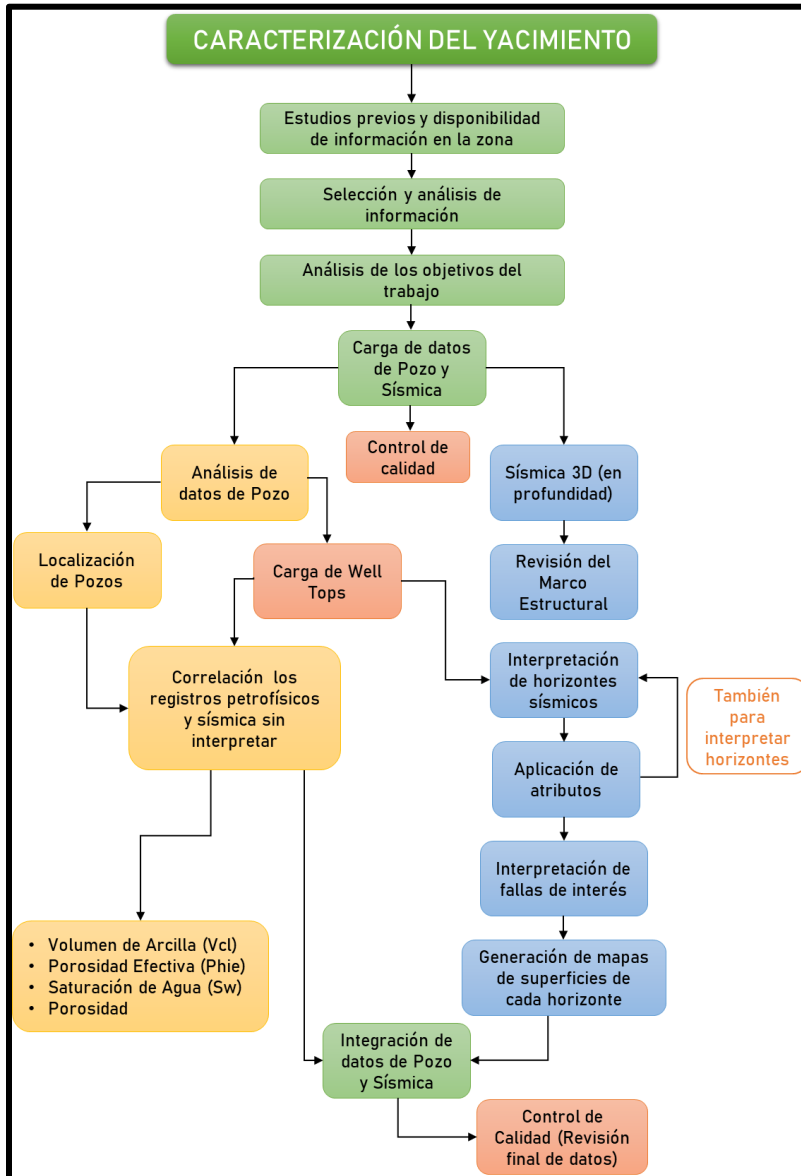 CARACTERIZACIÓN DEL YACIMIENTO
Estudios previos y disponibilidad
de información en la zona
Selección y análisis de
información
Análisis de los objetivos del
trabajo
Carga de datos
de Pozo y
Sísmica
Control de
calidad
Análisis de
datos de Pozo
Sísmica 3D (en
profundidad)
Localización
de Pozos
Carga de Well
Tops
Revisión del
Marco
Estructural
Correlación los
registros petrofísicos
y sísmica sin
interpretar
Interpretación
de horizontes
sísmicos
También
para
interpretar
horizontes
Aplicación de
atributos
Interpretación de
fallas de interés
• Volumen de Arcilla (Vcl)
• Porosidad Efectiva (Phie)
• Saturación de Agua (Sw)
• Porosidad
Generación de mapas
de superficies de
cada horizonte
Integración de
datos de Pozo
y Sísmica
Control de
Calidad (Revisión
final de datos)